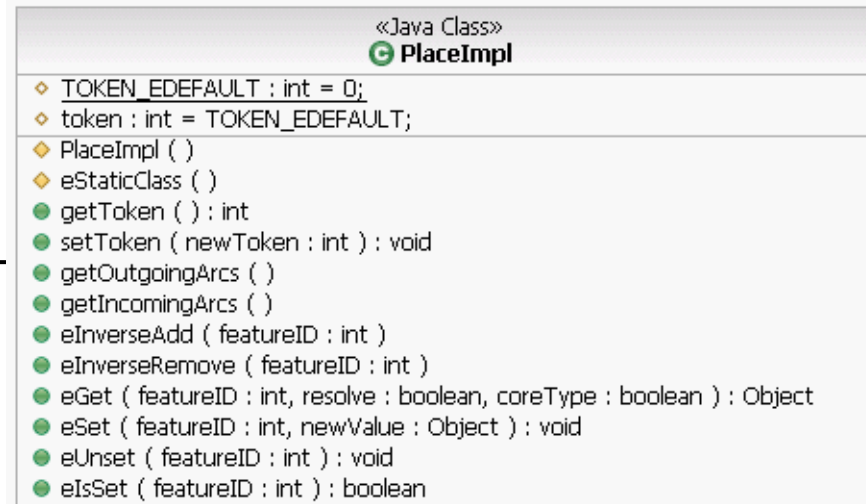 «Java Class»
PlaceImpl
TOKEN_EDEFAULT : int = 0;
token : int = TOKEN_EDEFAULT;
PlaceImpl ( )
eStaticClass ( )
getToken ( ) : int
setToken ( newToken : int ) : void
getOutgoingArcs ( )
getIncomingArcs ( )
eInverseAdd ( featureID : int )
eInverseRemove ( featureID : int )
eGet ( featureID : int, resolve : boolean, coreType : boolean ) : Object
eSet ( featureID : int, newValue : Object ) : void
eUnset ( featureID : int ) : void
eIsSet ( featureID : int ) : boolean